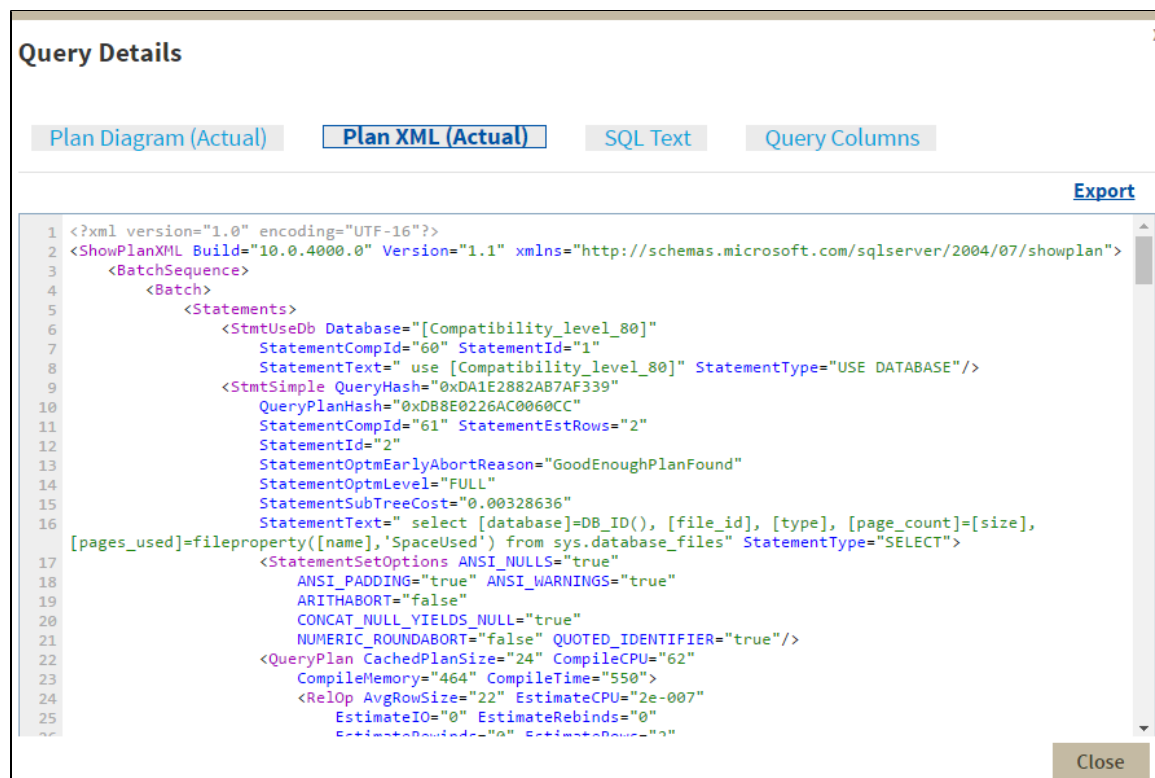 Query Details
Plan Diagram (Actual) Plan XML (Actual) SQL Text Query Columns
Export
1 <?xml version="1.0" encoding="UTF-16"?>
2 <ShowPlanXML Build="10.0.4000.0" Version="1.1" xmlns="http://schemas.microsoft.com/sqlserver/2004/07/showplan">
3 <BatchSequence>
4 <Batch>
5 <Statements>
6 <StmtUseDb Database="[Compatibility_level_80]"
7 StatementCompId="60" StatementId="1"
8 StatementText=" use [Compatibility_level_80]" StatementType="USE DATABASE"/>
9 <StmtSimple QueryHash="0xDA1E2882AB7AF339"
10 QueryPlanHash="0xDB8E0226AC0060CC"
11 StatementCompId="61" StatementEstRows="2"
12 StatementId="2"
13 StatementOptmEarlyAbortReason="GoodEnoughPlanFound"
14 StatementOptmLevel="FULL"
15 StatementSubTreeCost="0.00328636"
16 StatementText=" select [database]=DB_ID(), [file_id], [type], [page_count]=[size],
[pages_used]=fileproperty([name],'SpaceUsed') from sys.database_files" StatementType="SELECT">
17 <StatementSetOptions ANSI_NULLS="true"
18 ANSI_PADDING="true" ANSI_WARNINGS="true"
19 ARITHABORT="false"
20 CONCAT_NULL_YIELDS_NULL="true"
21 NUMERIC_ROUNDABORT="false" QUOTED_IDENTIFIER="true"/>
22 <QueryPlan CachedPlanSize="24" CompileCPU="62"
23 CompileMemory="464" CompileTime="550">
24 <RelOp AvgRowSize="22" EstimateCPU="2e-007"
25 EstimateIO="0" EstimateRebinds="0"
26 EstimateRewinds="0" EstimateRows="2"
Close